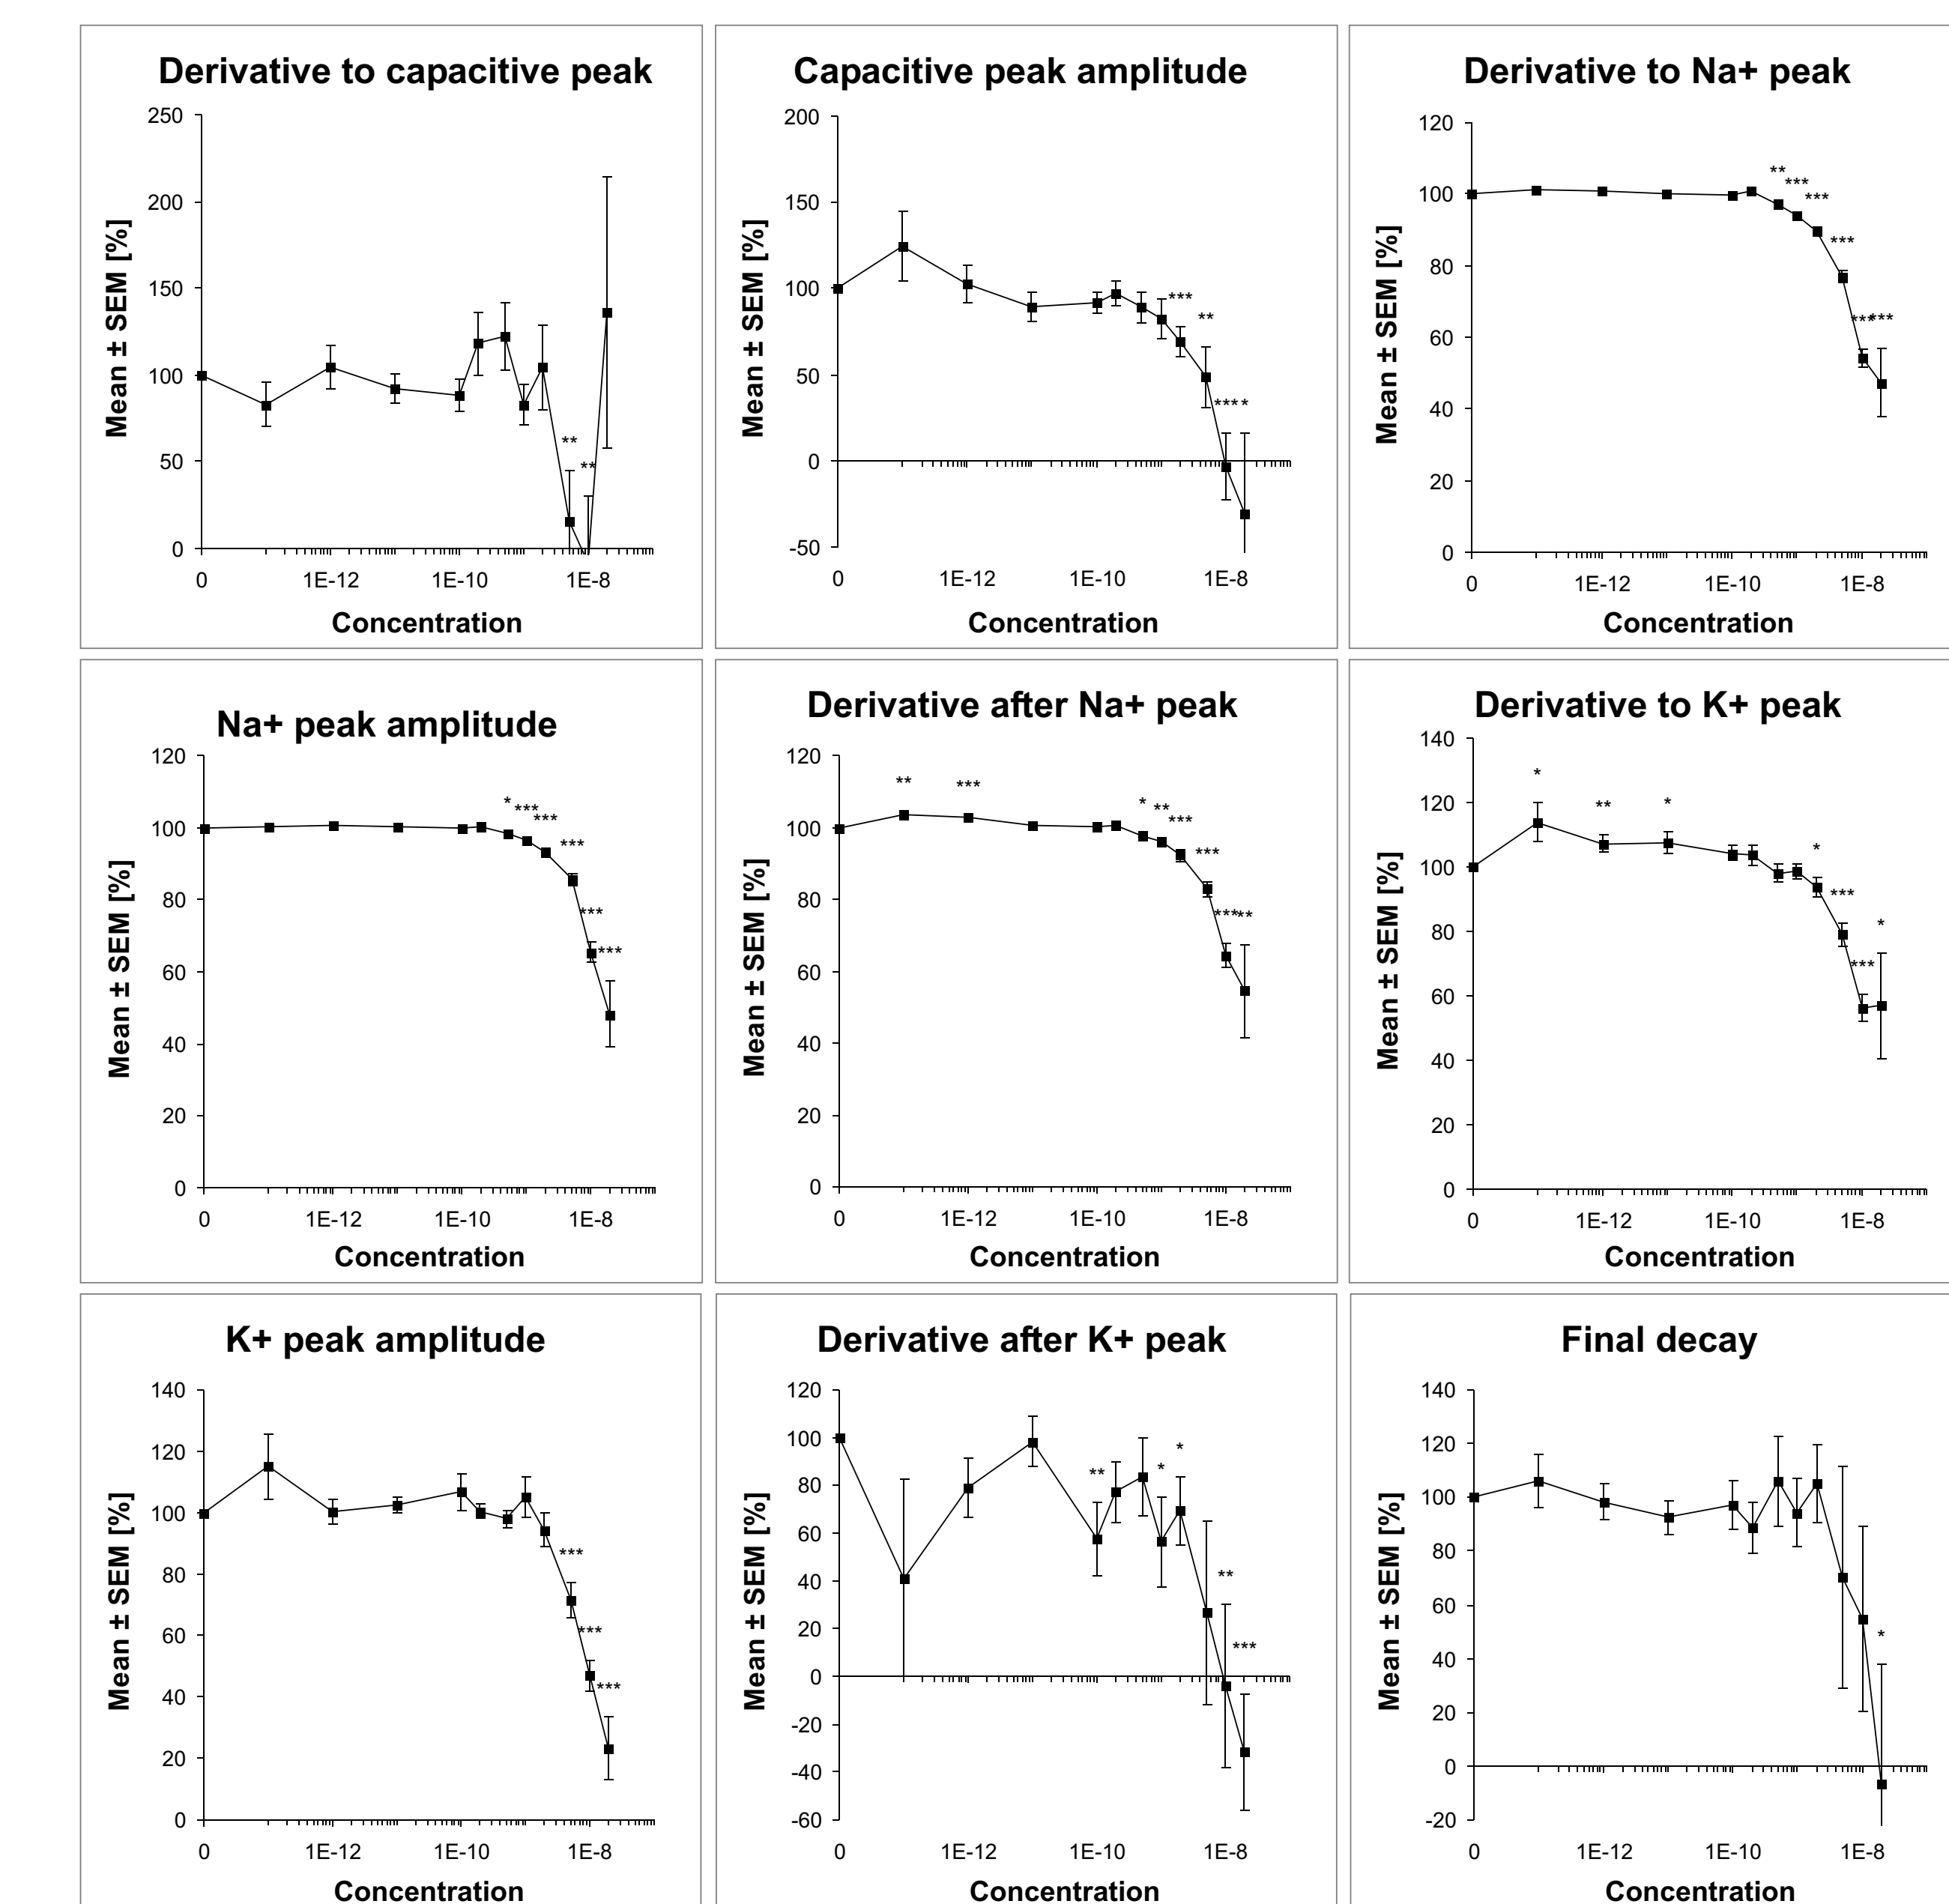 Derivative to capacitive peak
250
200
150
100
50
0
Mean ± SEM [%]
**
**
0 1E-12 1E-10 1E-8
Concentration
Capacitive peak amplitude
200
150
100
50
0
-50
Mean ± SEM [%]
***
**
*** *
0 1E-12 1E-10 1E-8
Concentration
Derivative to Na+ peak
120
100
80
60
40
20
0
Mean ± SEM [%]
**
***
***
***
*** ***
0 1E-12 1E-10 1E-8
Concentration
Na+ peak amplitude
120
100
80
60
40
20
0
Mean ± SEM [%]
*
***
***
***
***
***
0 1E-12 1E-10 1E-8
Concentration
Derivative after Na+ peak
120
100
80
60
40
20
0
Mean ± SEM [%]
**
***
*
**
***
***
*** **
0 1E-12 1E-10 1E-8
Concentration
Derivative to K+ peak
140
120
100
80
60
40
20
0
Mean ± SEM [%]
*
**
*
*
***
***
*
0 1E-12 1E-10 1E-8
Concentration
K+ peak amplitude
140
120
100
80
60
40
20
0
Mean ± SEM [%]
***
***
***
0 1E-12 1E-10 1E-8
Concentration
Derivative after K+ peak
120
100
80
60
40
20
0
-20
-40
-60
Mean ± SEM [%]
**
*
*
**
***
0 1E-12 1E-10 1E-8
Concentration
Final decay
140
120
100
80
60
40
20
0
-20
Mean ± SEM [%]
*
0 1E-12 1E-10 1E-8
Concentration